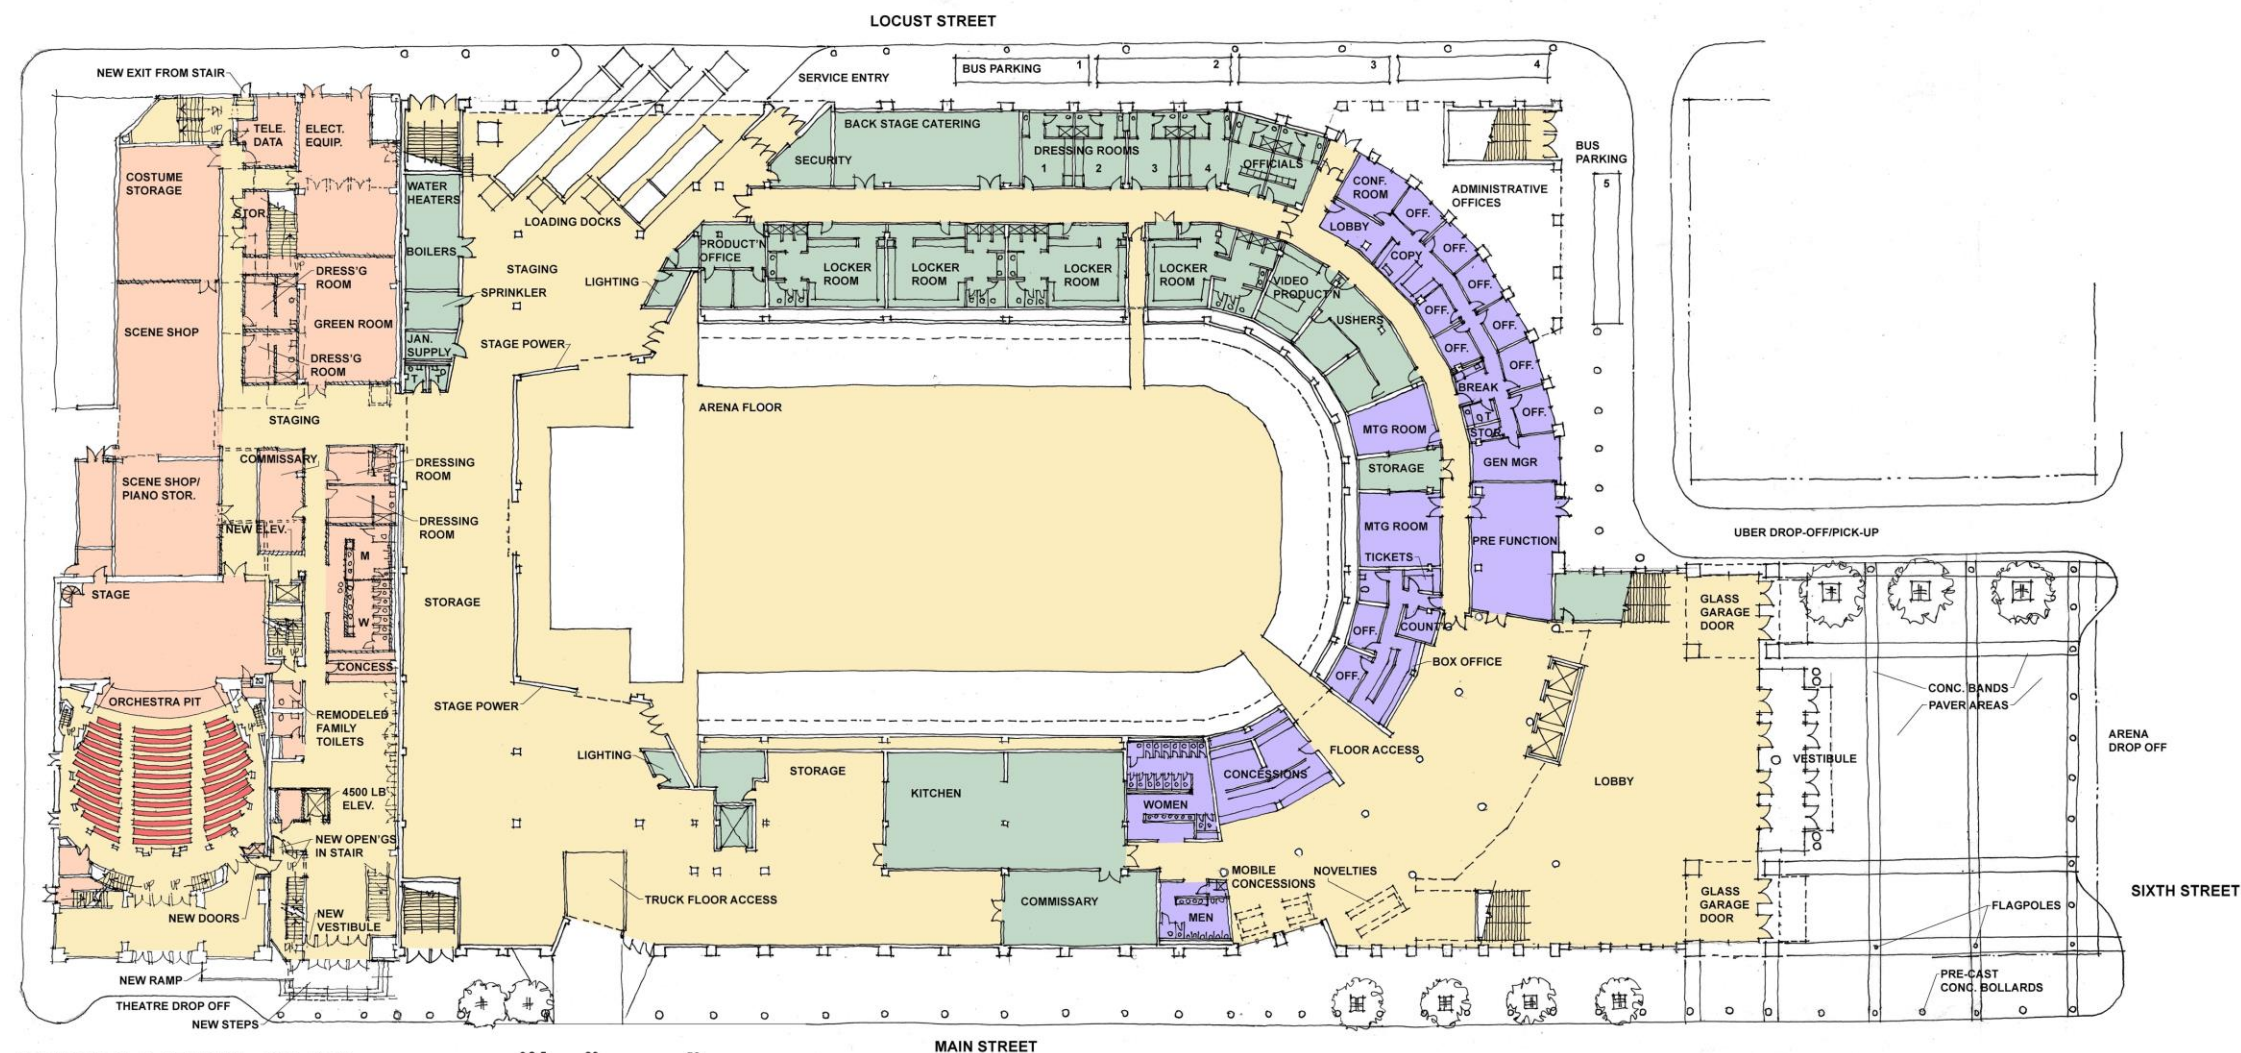 LOCUST STREET
NEW EXIT FROM STAIR
SERVICE ENTRY
BUS PARKING
1
2
3
4
TELE.
DATA
ELECT.
EQUIP.
DN
UP
BACK STAGE CATERING
SECURITY
DRESSING ROOMS
1
2
3
4
OFFICIALS
BUS
PARKING
5
COSTUME
STORAGE
WATER
HEATERS
CONF.
ROOM
ADMINISTRATIVE
OFFICES
STOR.
LOADING DOCKS
OFF.
LOBBY
BOILERS
PRODUCT'N
OFFICE
OFF.
COPY
UP
DRESS'G
ROOM
STAGING
LIGHTING
LOCKER
ROOM
LOCKER
ROOM
LOCKER
ROOM
LOCKER
ROOM
VIDEO
PRODUCT'N
OFF.
SPRINKLER
OFF.
SCENE SHOP
GREEN ROOM
USHERS
OFF.
JAN.
SUPPLY
STAGE POWER
OFF.
DRESS'G
ROOM
OFF.
T
T
BREAK
ARENA FLOOR
T
OFF.
STAGING
MTG ROOM
STOR.
COMMISSARY
DRESSING
ROOM
STORAGE
GEN MGR
SCENE SHOP/
PIANO STOR.
DRESSING
ROOM
NEW ELEV.
MTG ROOM
UBER DROP-OFF/PICK-UP
PRE FUNCTION
M
TICKETS
STAGE
STORAGE
GLASS
GARAGE
DOOR
W
OFF.
COUNT'G
DN
UP
CONCESS
BOX OFFICE
OFF.
ORCHESTRA PIT
STAGE POWER
CONC. BANDS
PAVER AREAS
REMODELED
FAMILY
TOILETS
ARENA
DROP OFF
LIGHTING
FLOOR ACCESS
STORAGE
CONCESSIONS
LOBBY
VESTIBULE
4500 LB
ELEV.
KITCHEN
WOMEN
NEW OPEN'GS
IN STAIR
UP
UP
UP
MOBILE
CONCESSIONS
NOVELTIES
TRUCK FLOOR ACCESS
COMMISSARY
GLASS
GARAGE
DOOR
SIXTH STREET
NEW DOORS
NEW
VESTIBULE
MEN
FLAGPOLES
DN
NEW RAMP
PRE-CAST
CONC. BOLLARDS
THEATRE DROP OFF
NEW STEPS
MAIN STREET